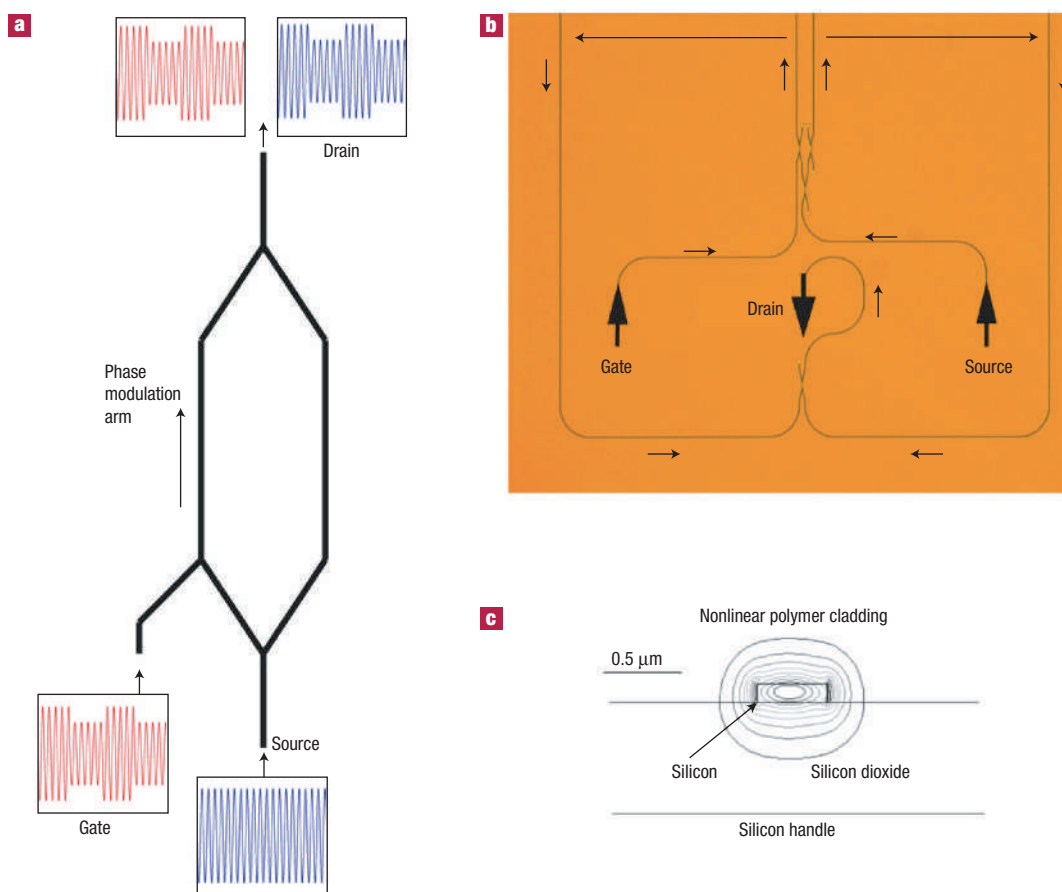 a
Drain
Phase
modulation
arm
Source
Gate
b
Drain
Gate
Source
c
Nonlinear polymer cladding
0.5 μm
Silicon
Silicon dioxide
Silicon handle